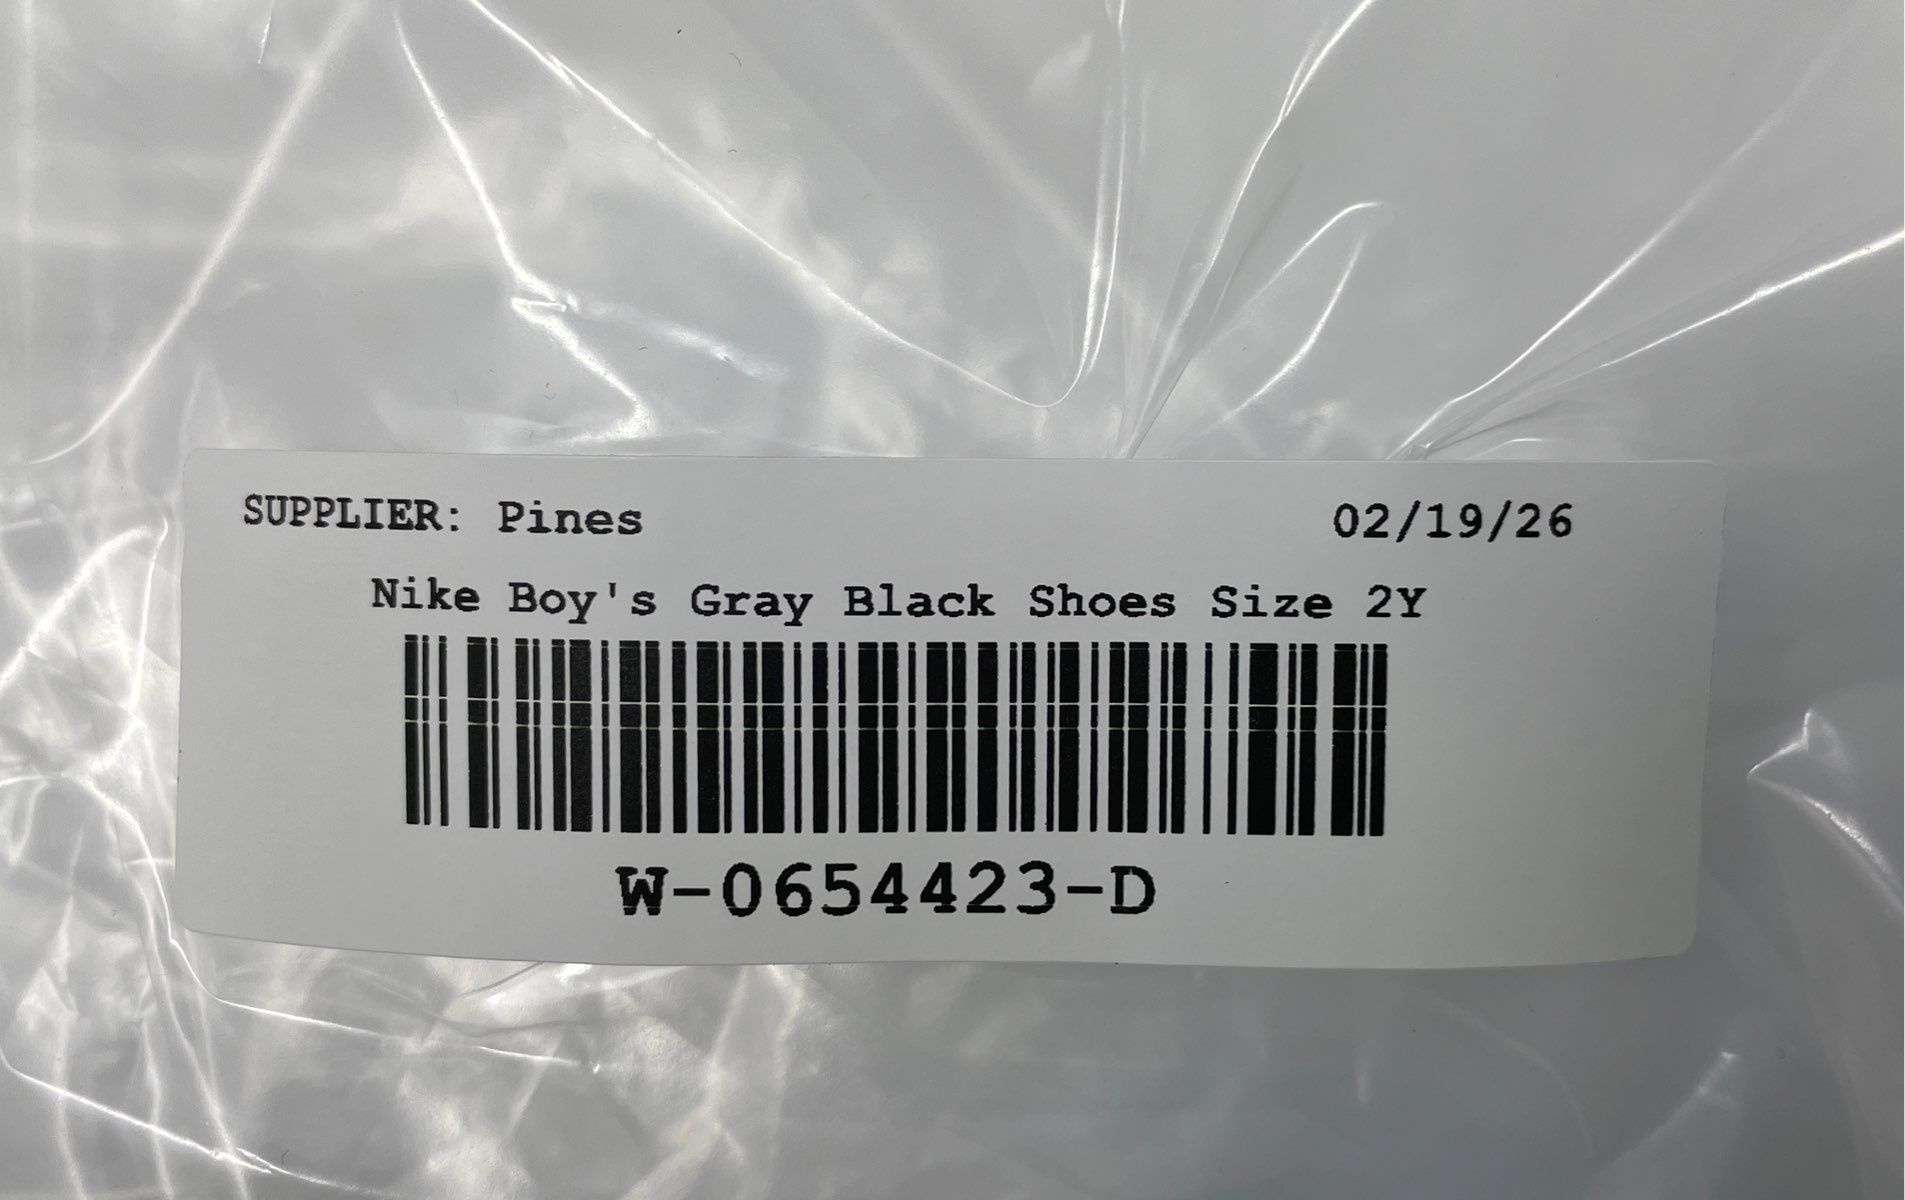 SUPPLIER: Pines 02/19/26
Nike Boy's Gray Black Shoes Size 2Y
W-0654423-D